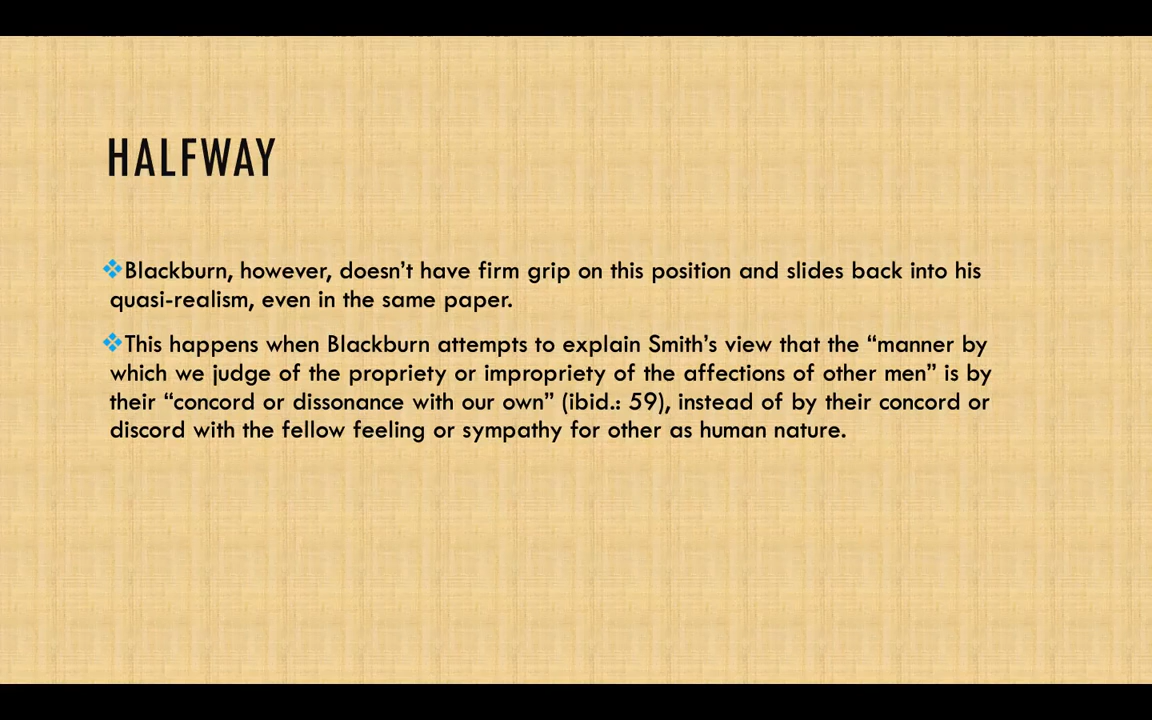 HALFWAY
Blackburn, however, doesn’t have firm grip on this position and slides back into his
quasi-realism, even in the same paper.
This happens when Blackburn attempts to explain Smith’s view that the “manner by
which we judge of the propriety or impropriety of the affections of other men” is by
their “concord or dissonance with our own” (ibid.: 59), instead of by their concord or
discord with the fellow feeling or sympathy for other as human nature.